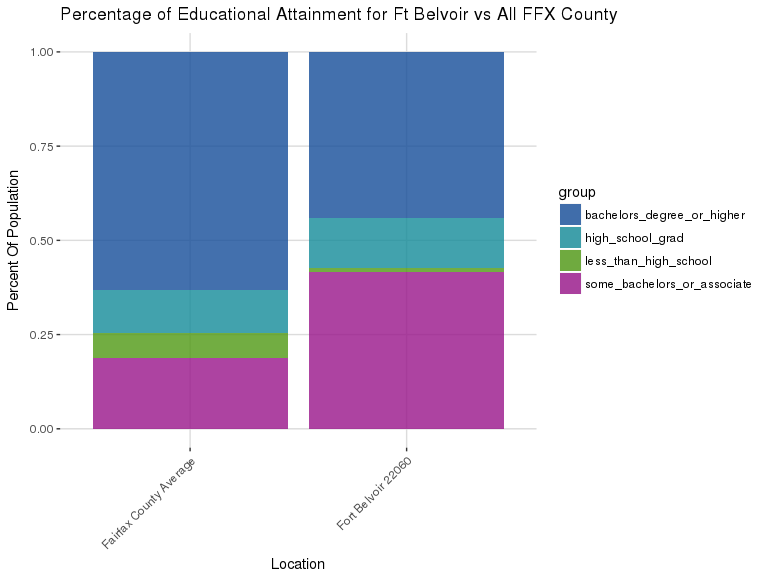 Percentage of Educational Attainment for Ft Belvoir vs All FFX County
Percent Of Population
1.00
0.75
0.50
0.25
0.00
Fairfax County Average
Fort Belvoir 22060
Location
group
bachelors_degree_or_higher
high_school_grad
less_than_high_school
some_bachelors_or_associate